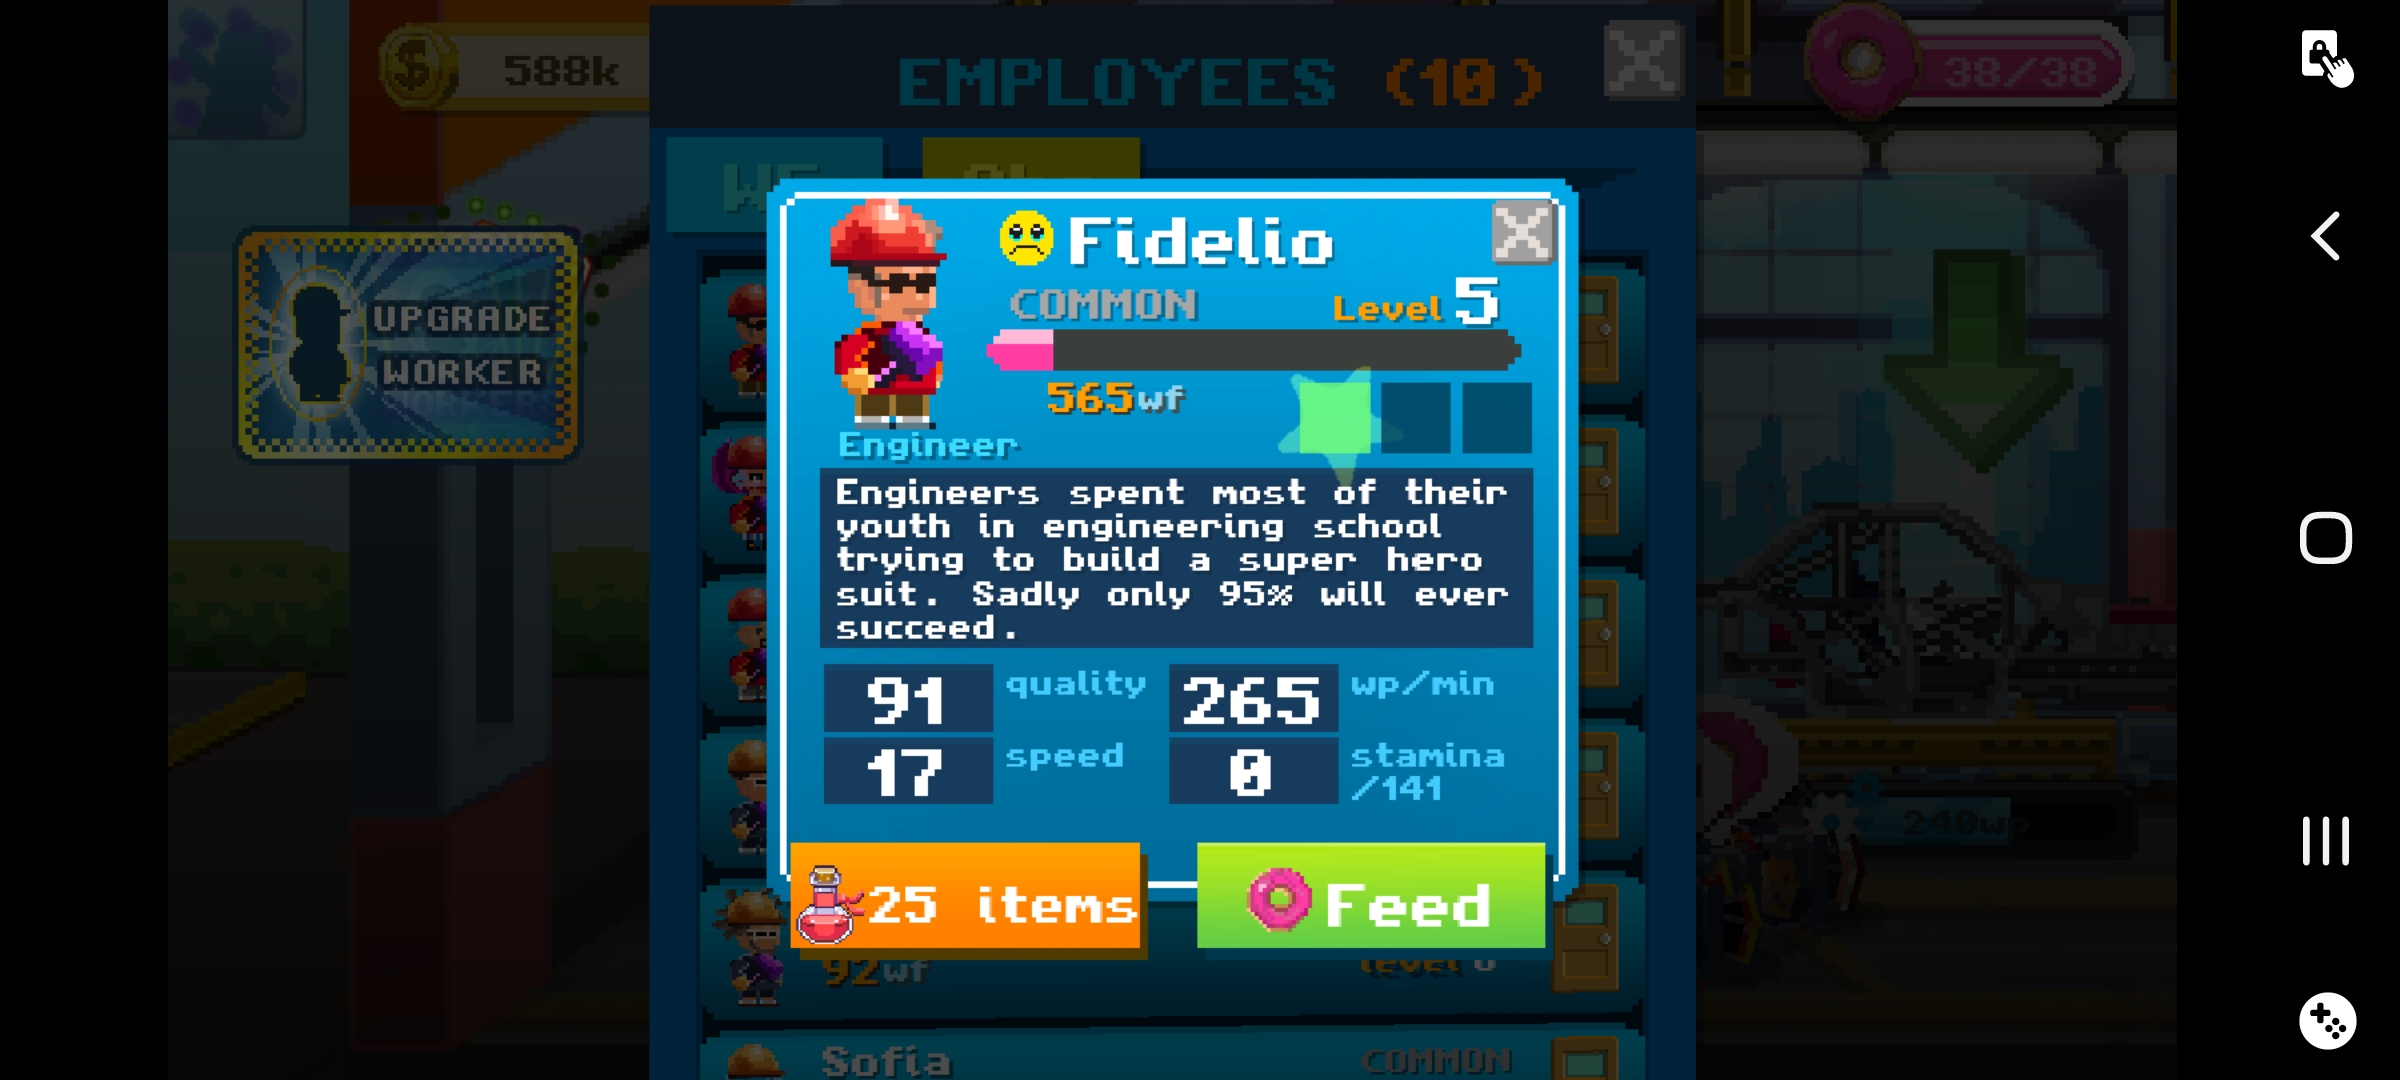 588k
EMPLOYEES (10)
38/38
UPGRADE
WORKER
Fidelio
COMMON
Level 5
565wf
Engineer
Engineers spent most of their
youth in engineering school
trying to build a super hero
suit. Sadly only 95% will ever
succeed.
91 quality
265 wp/min
17 speed
0 stamina
/141
25 items
Feed
240wp
92wf
level
Sofia
COMMON